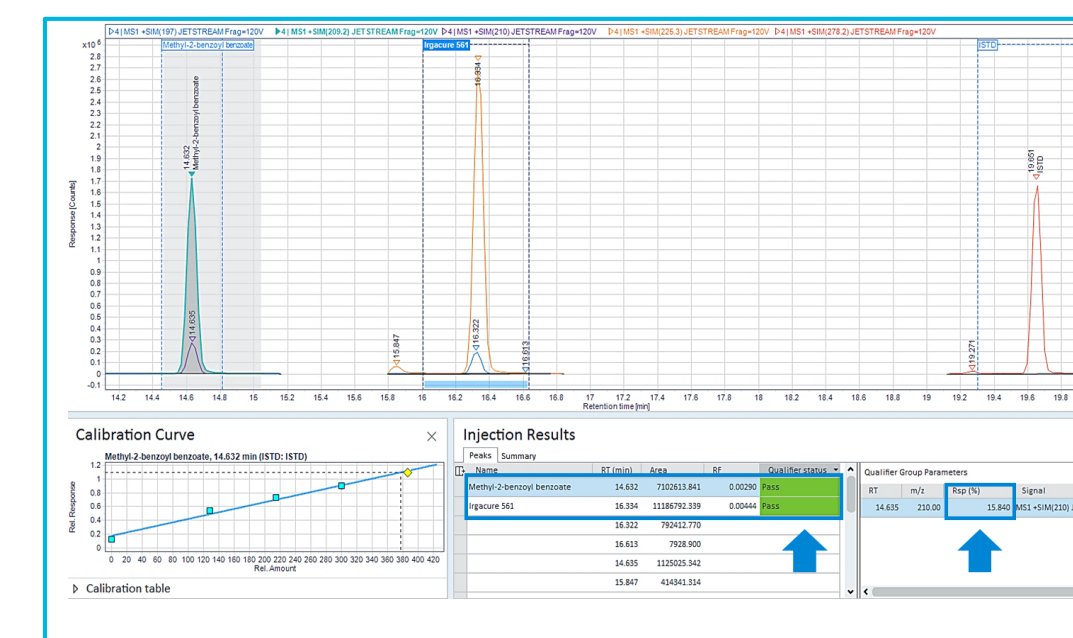 4 | MS1 +SIM(197) JETSTREAM Frag=120V 4 | MS1 +SIM(209.2) JETSTREAM Frag=120V 4 | MS1 +SIM(210) JETSTREAM Frag=120V 4 | MS1 +SIM(225.3) JETSTREAM Frag=120V 4 | MS1 +SIM(278.2) JETSTREAM Frag=120V
x10 6
Methyl-2-benzoyl benzoate
Irgacure 561
ISTD
2.8
2.7
2.6
2.5
2.4
2.3
2.2
2.1
2
1.9
1.8
1.7
1.6
1.5
1.4
1.3
1.2
1.1
1
0.9
0.8
0.7
0.6
0.5
0.4
0.3
0.2
0.1
0
-0.1
Response [Counts]
14.632
Methyl-2-benzoyl benzoate
14.635
15.847
16.334
16.322
16.613
19.271
19.651
ISTD
14.2 14.4 14.6 14.8 15 15.2 15.4 15.6 15.8 16 16.2 16.4 16.6 16.8 17 17.2 17.4 17.6 17.8 18 18.2 18.4 18.6 18.8 19 19.2 19.4 19.6 19.8
Retention time [min]
Calibration Curve
Methyl-2-benzoyl benzoate, 14.632 min (ISTD: ISTD)
Rel. Response
1.2
1
0.8
0.6
0.4
0.2
0
0 20 40 60 80 100 120 140 160 180 200 220 240 260 280 300 320 340 360 380 400 420
Rel. Amount
Calibration table
Injection Results
Peaks Summary
Name RT (min) Area RF Qualifier status
Methyl-2-benzoyl benzoate 14.632 7102613.841 0.00290 Pass
Irgacure 561 16.334 11186792.339 0.00444 Pass
16.322 792412.770
16.613 7928.900
14.635 1125025.342
15.847 414341.314
Qualifier Group Parameters
RT m/z Rsp (%) Signal
14.635 210.00 15.840 MS1 +SIM(210)